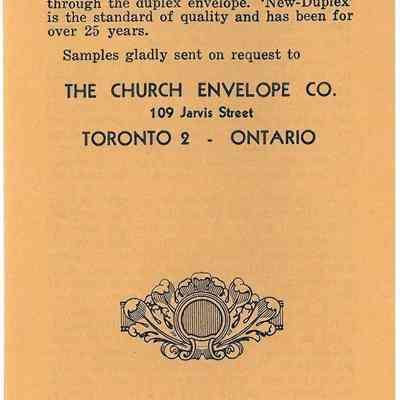 through the duplex envelope. 'New-Duplex'
is the standard of quality and has been for
over 25 years.
Samples gladly sent on request to
THE CHURCH ENVELOPE CO.
109 Jarvis Street
TORONTO 2 - ONTARIO